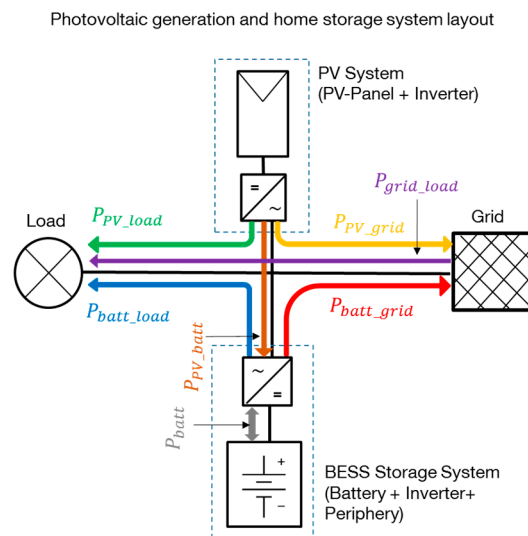 Photovoltaic generation and home storage system layout
PV System
(PV-Panel + Inverter)
=
~
P_grid_load
Load
P_PV_load
P_PV_grid
Grid
P_batt_load
P_batt_grid
P_PV_batt
~
=
P_batt
+
−
BESS Storage System
(Battery + Inverter+
Periphery)